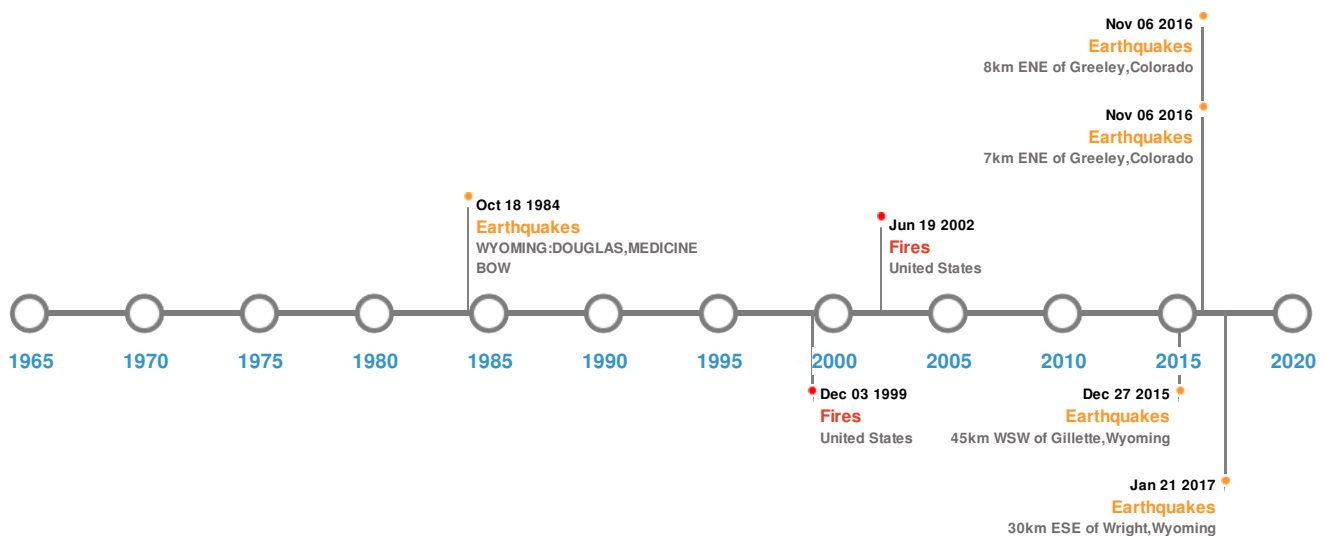 Nov 06 2016
Earthquakes
8km ENE of Greeley,Colorado
Nov 06 2016
Earthquakes
7km ENE of Greeley,Colorado
Oct 18 1984
Earthquakes
WYOMING:DOUGLAS,MEDICINE
BOW
Jun 19 2002
Fires
United States
1965 1970 1975 1980 1985 1990 1995 2000 2005 2010 2015 2020
Dec 03 1999
Fires
United States
Dec 27 2015
Earthquakes
45km WSW of Gillette,Wyoming
Jan 21 2017
Earthquakes
30km ESE of Wright,Wyoming